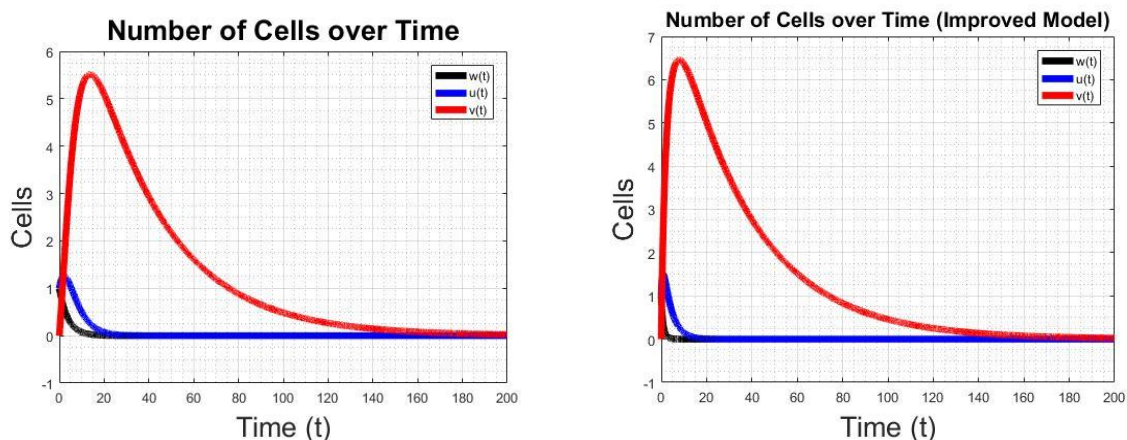 Number of Cells over Time
6
5
4
3
2
1
0
-1
Cells
w(t)
u(t)
v(t)
0 20 40 60 80 100 120 140 160 180 200
Time (t)
Number of Cells over Time (Improved Model)
7
6
5
4
3
2
1
0
-1
Cells
w(t)
u(t)
v(t)
0 20 40 60 80 100 120 140 160 180 200
Time (t)